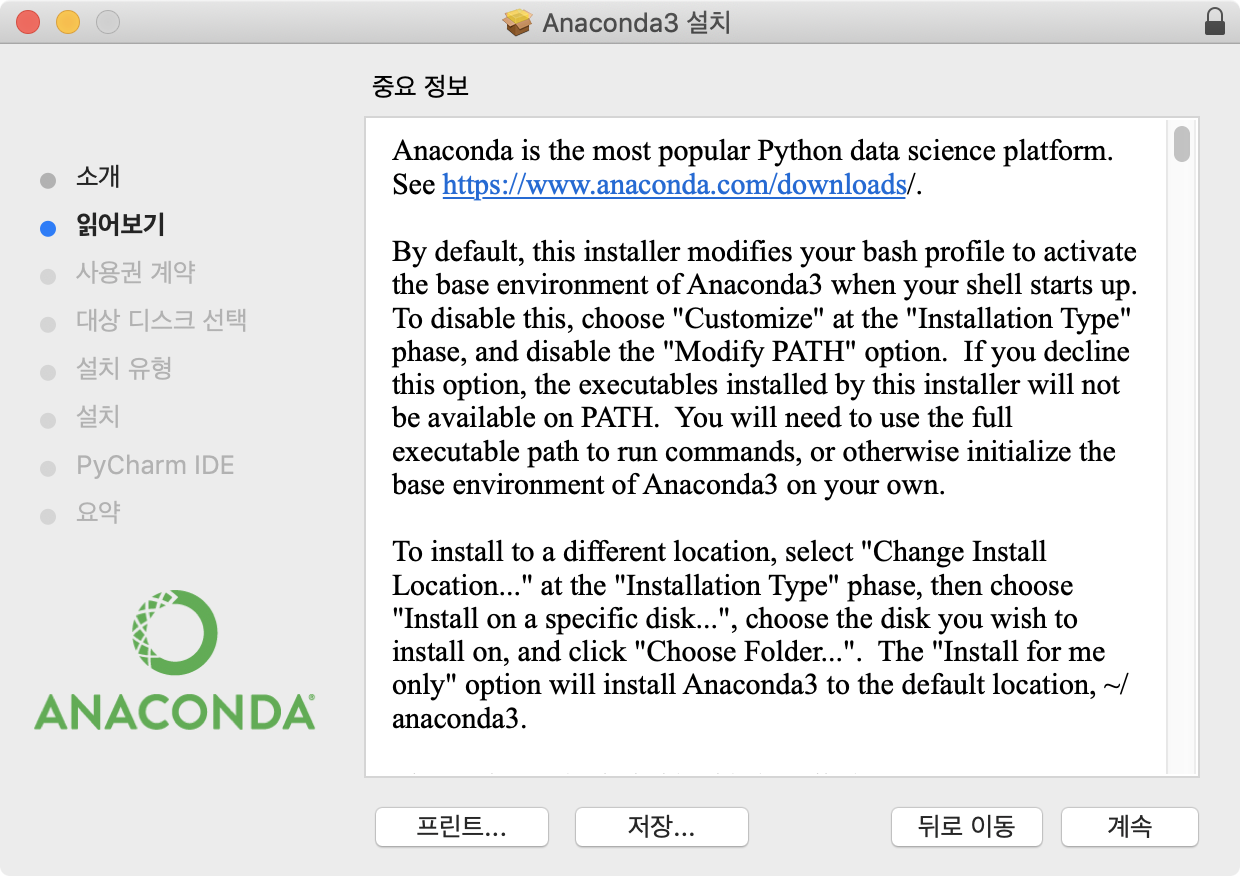 Anaconda3 설치
중요 정보
소개
읽어보기
사용권 계약
대상 디스크 선택
설치 유형
설치
PyCharm IDE
요약
ANACONDA®
Anaconda is the most popular Python data science platform.
See https://www.anaconda.com/downloads/.
By default, this installer modifies your bash profile to activate
the base environment of Anaconda3 when your shell starts up.
To disable this, choose "Customize" at the "Installation Type"
phase, and disable the "Modify PATH" option.  If you decline
this option, the executables installed by this installer will not
be available on PATH.  You will need to use the full
executable path to run commands, or otherwise initialize the
base environment of Anaconda3 on your own.
To install to a different location, select "Change Install
Location..." at the "Installation Type" phase, then choose
"Install on a specific disk...", choose the disk you wish to
install on, and click "Choose Folder...".  The "Install for me
only" option will install Anaconda3 to the default location, ~/
anaconda3.
프린트...
저장...
뒤로 이동
계속